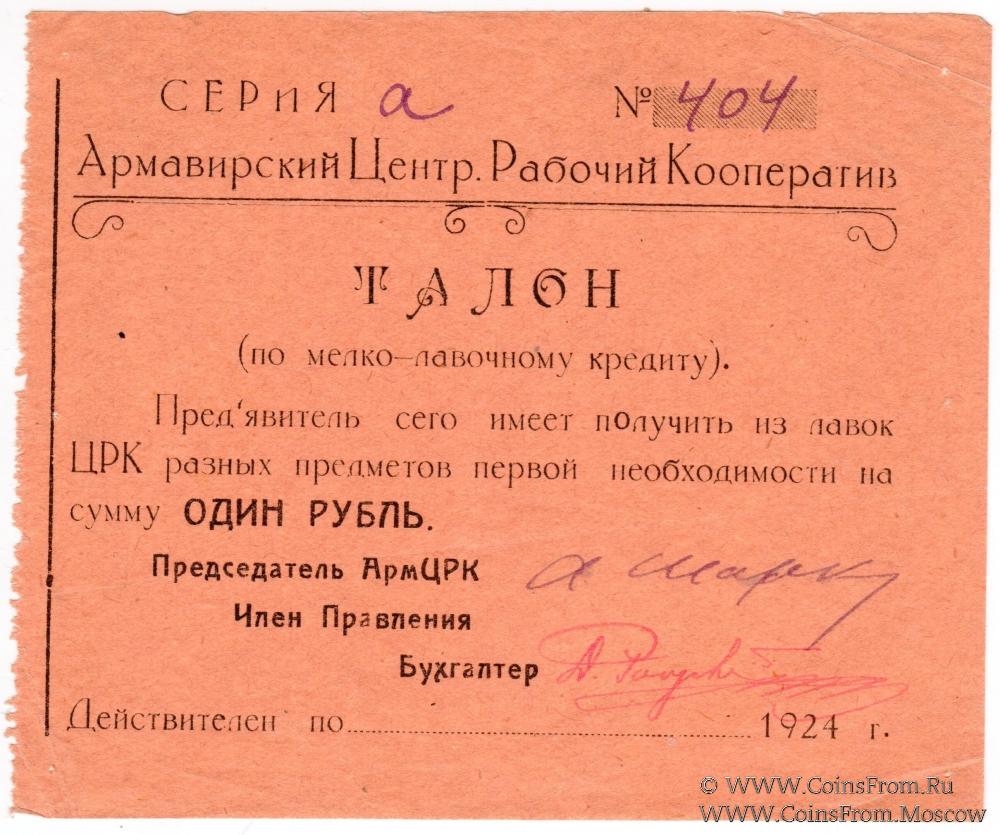 СЕРИЯ а № 404
Армавирский Центр. Рабочий Кооператив
ТАЛОН
(по мелко-лавочному кредиту).
Пред'явитель сего имеет получить из лавок
ЦРК разных предметов первой необходимости на
сумму ОДИН РУБЛЬ.
Председатель АрмЦРК
Член Правления
Бухгалтер
Действителен по 1924 г.
© WWW.CoinsFrom.Ru
WWW.CoinsFrom.Moscow